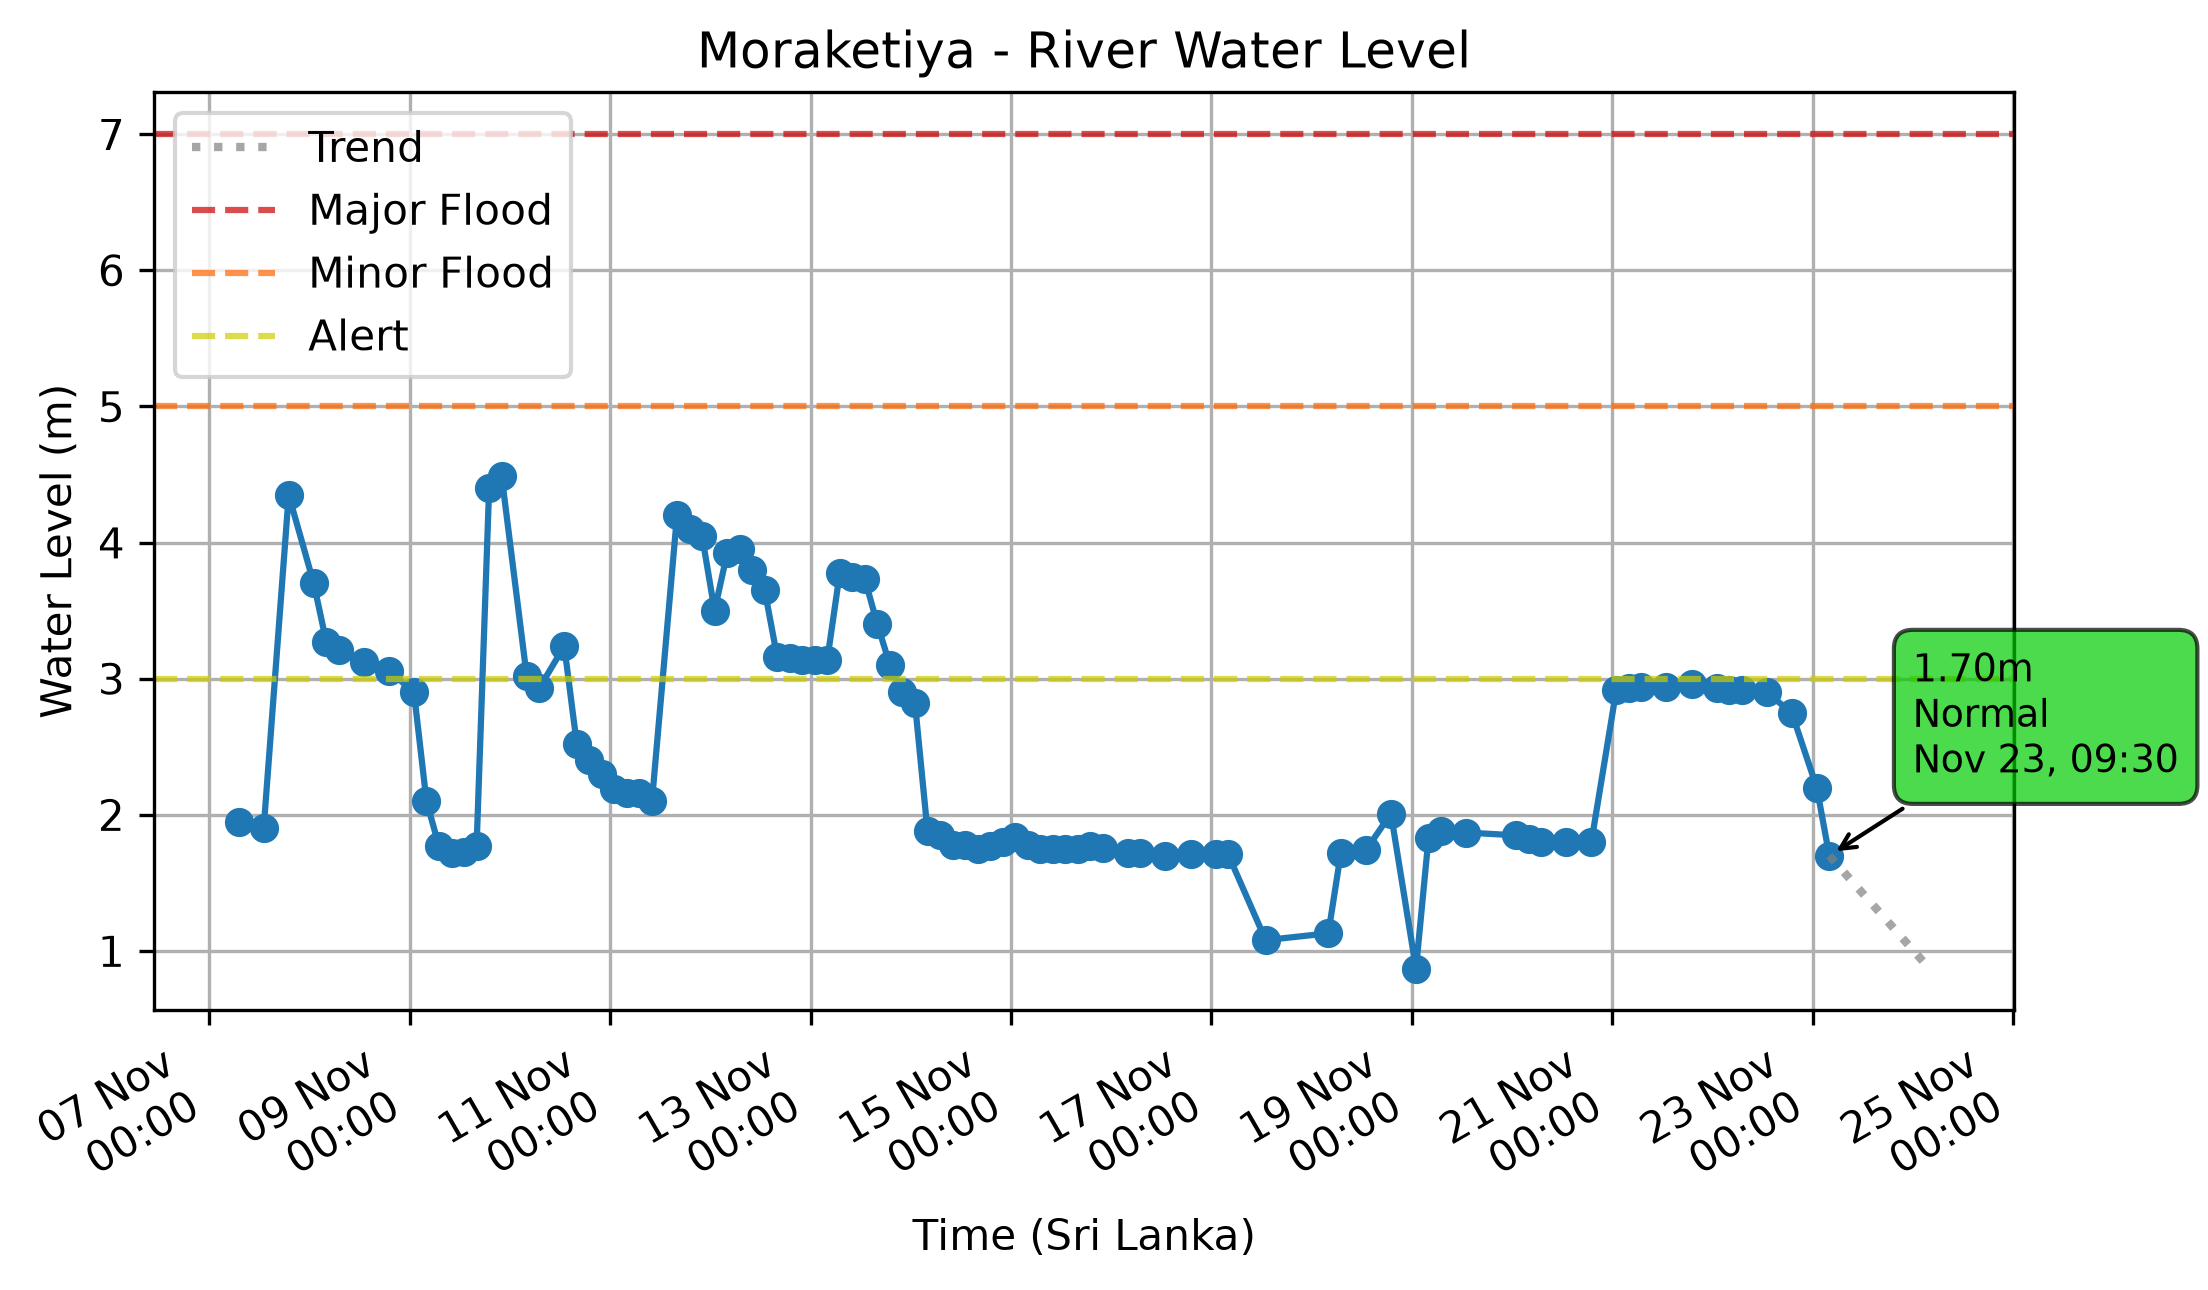 Moraketiya - River Water Level
Trend
Major Flood
Minor Flood
Alert
7
6
5
4
3
2
1
Water Level (m)
1.70m
Normal
Nov 23, 09:30
07 Nov
00:00
09 Nov
00:00
11 Nov
00:00
13 Nov
00:00
15 Nov
00:00
17 Nov
00:00
19 Nov
00:00
21 Nov
00:00
23 Nov
00:00
25 Nov
00:00
Time (Sri Lanka)